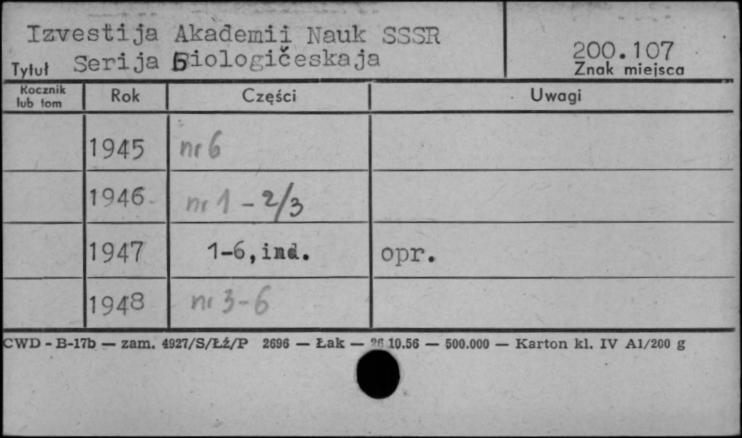 Izvestija Akademii Nauk SSSR
Tytuł Serija Biologičeskaja
200.107
Znak miejsca
Rocznik lub tom Rok Części Uwagi
1945 nr 6
1946 nr 1 - 2/3
1947 1-6, ind. opr.
1948 nr 3-6
CWD - B-17b — zam. 4927/S/ŁŹ/P 2696 — Łak — 26 10.56 — 500.000 — Karton kl. IV A1/200 g